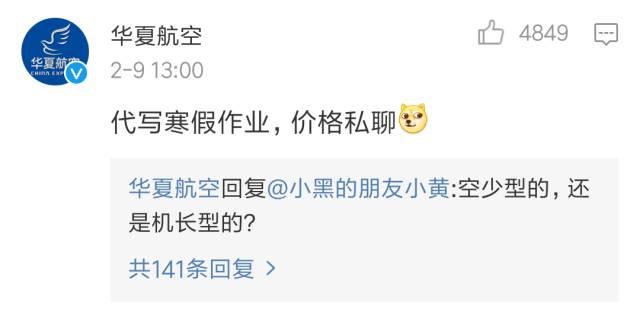 华夏航空
4849
2-9 13:00
华夏航空
CHINA EXP
代写寒假作业，价格私聊
华夏航空回复@小黑的朋友小黄:空少型的，还
是机长型的？
共141条回复 >